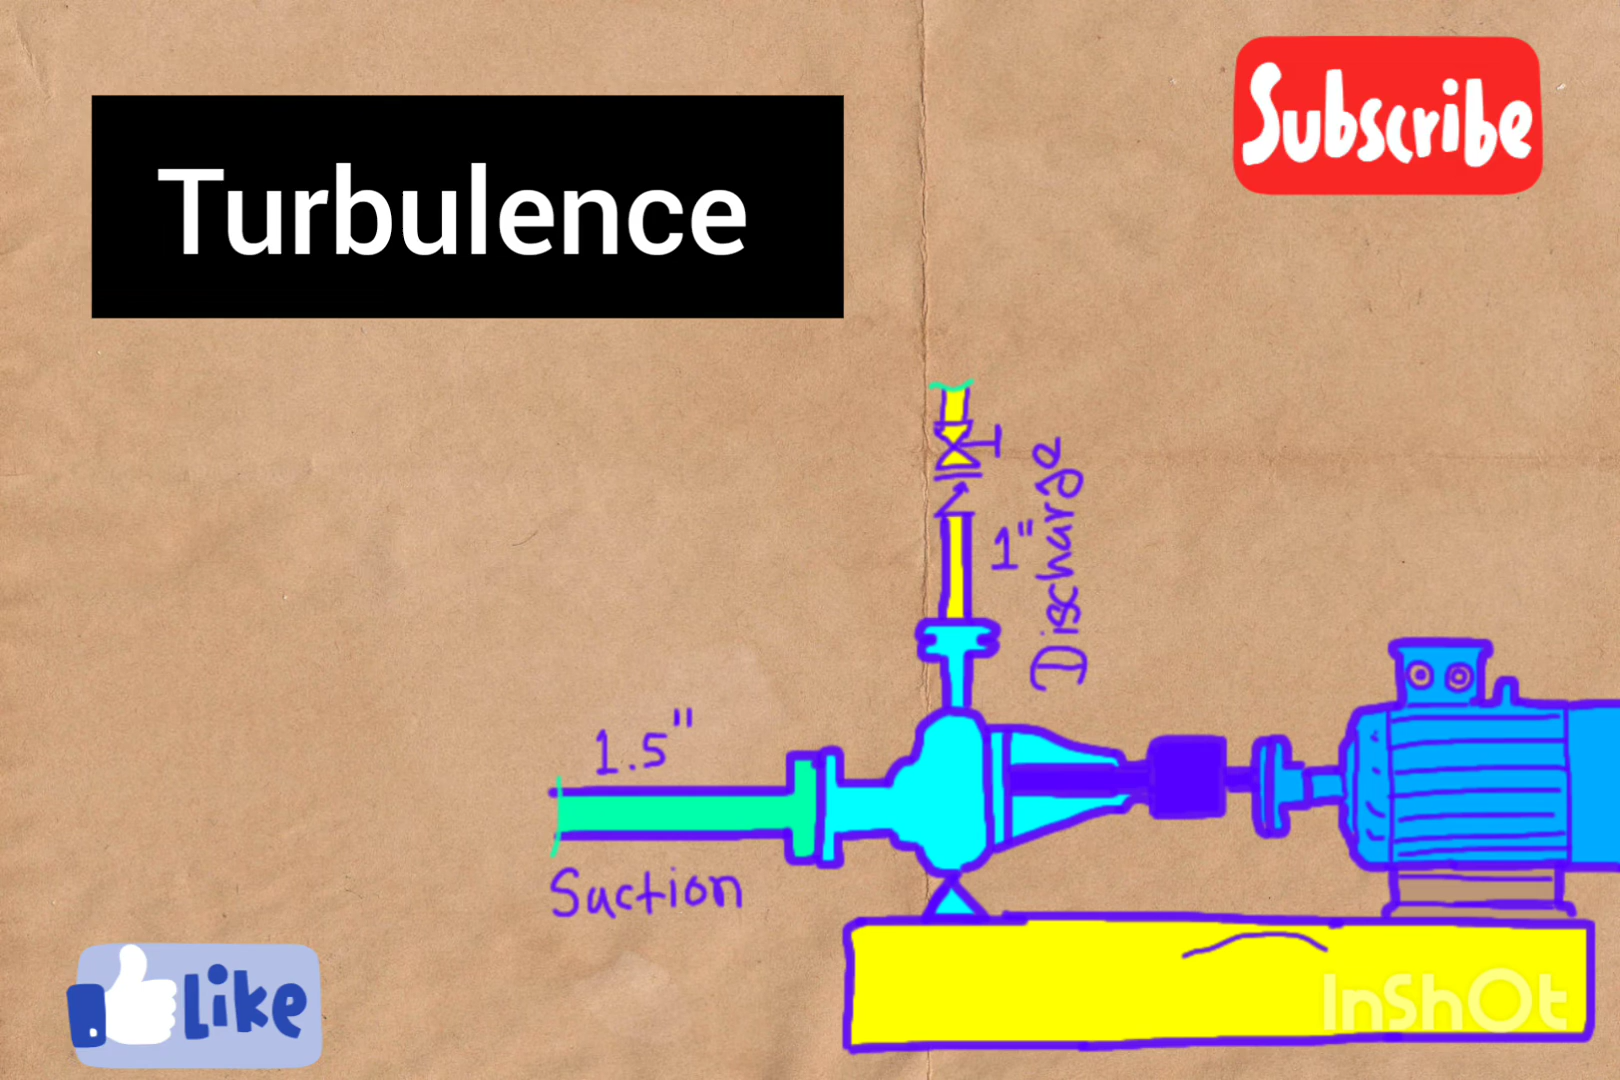 Subscribe
Turbulence
1" Discharge
1.5"
Suction
Like
InShOt